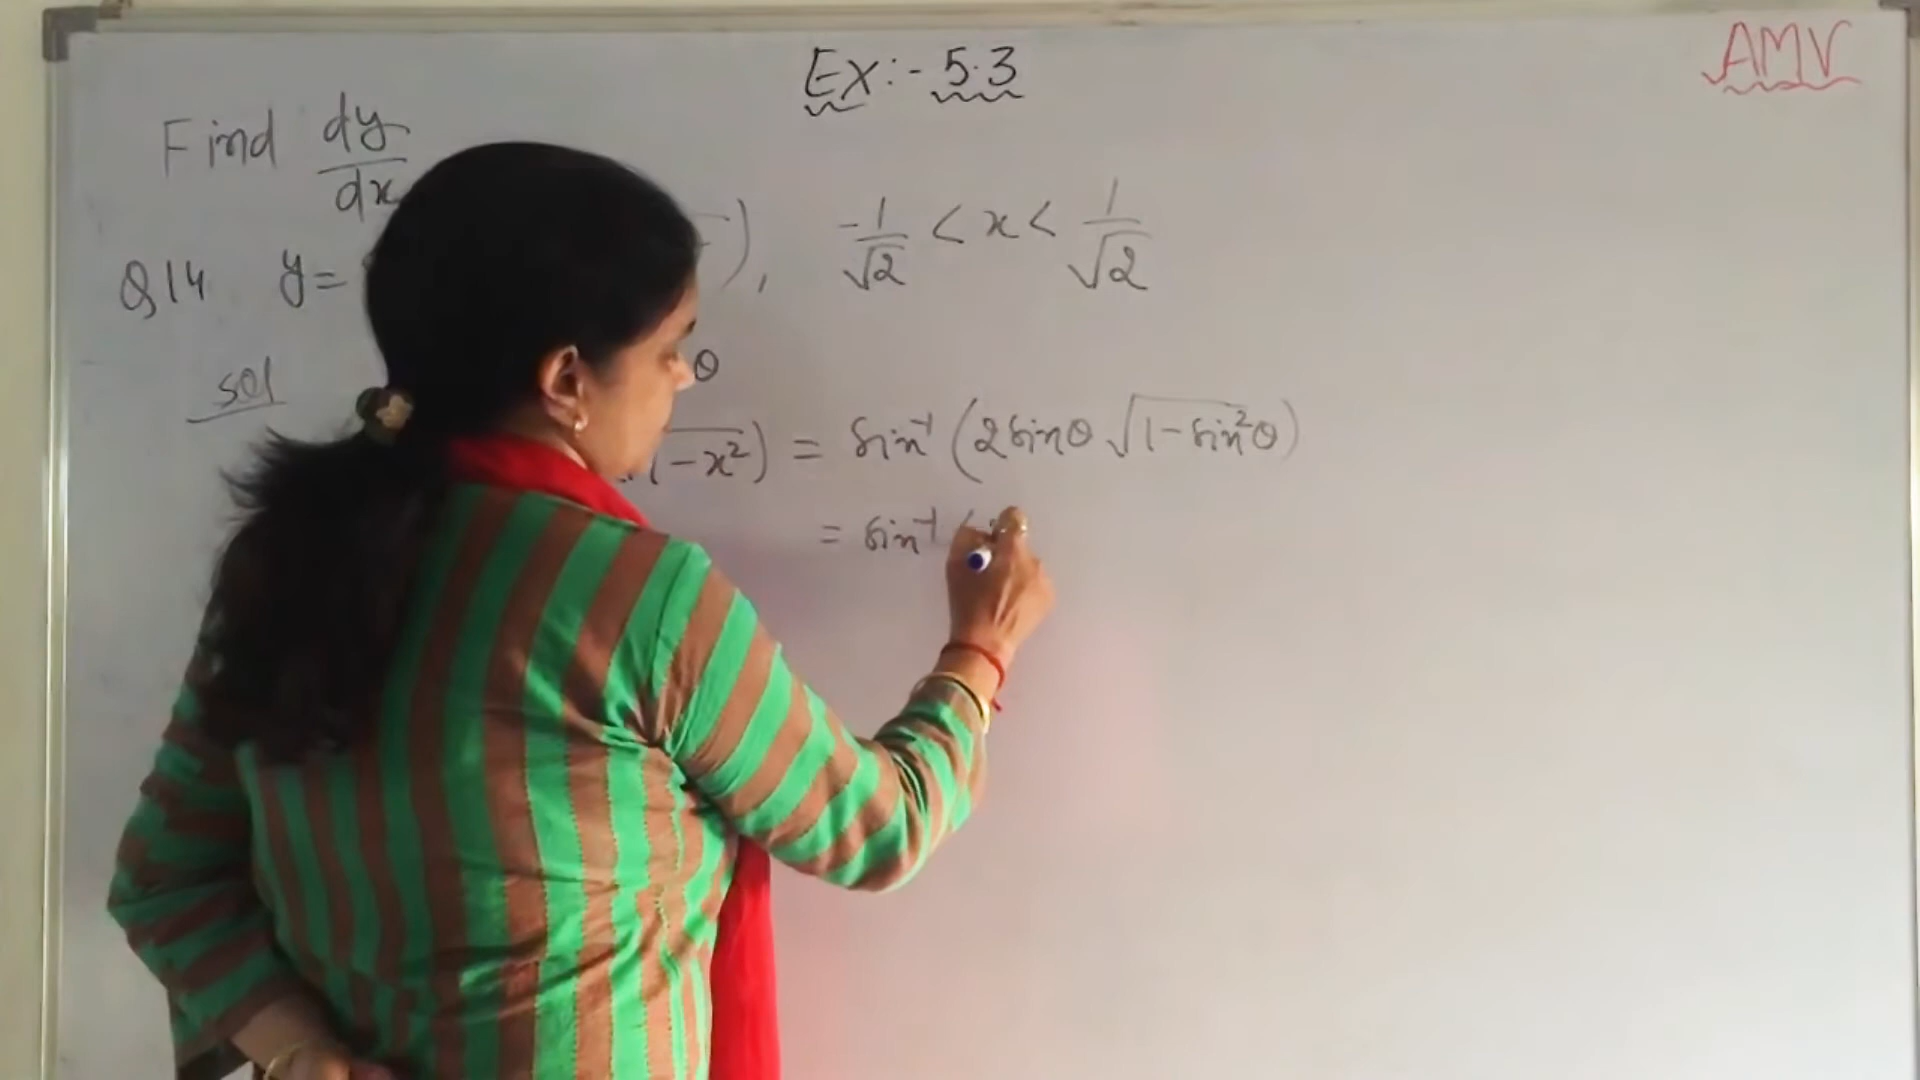 Ex:- 5.3
AMV
Find dy/dx
Q14 y= ), -1/√2 < x < 1/√2
sol
θ
1-x²) = sin⁻¹ (2sinθ √1-sin²θ)
= sin⁻¹ (